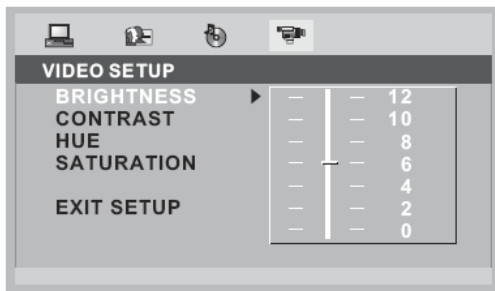 VIDEO SETUP
BRIGHTNESS 12
CONTRAST 10
HUE 8
SATURATION 6
4
EXIT SETUP 2
0